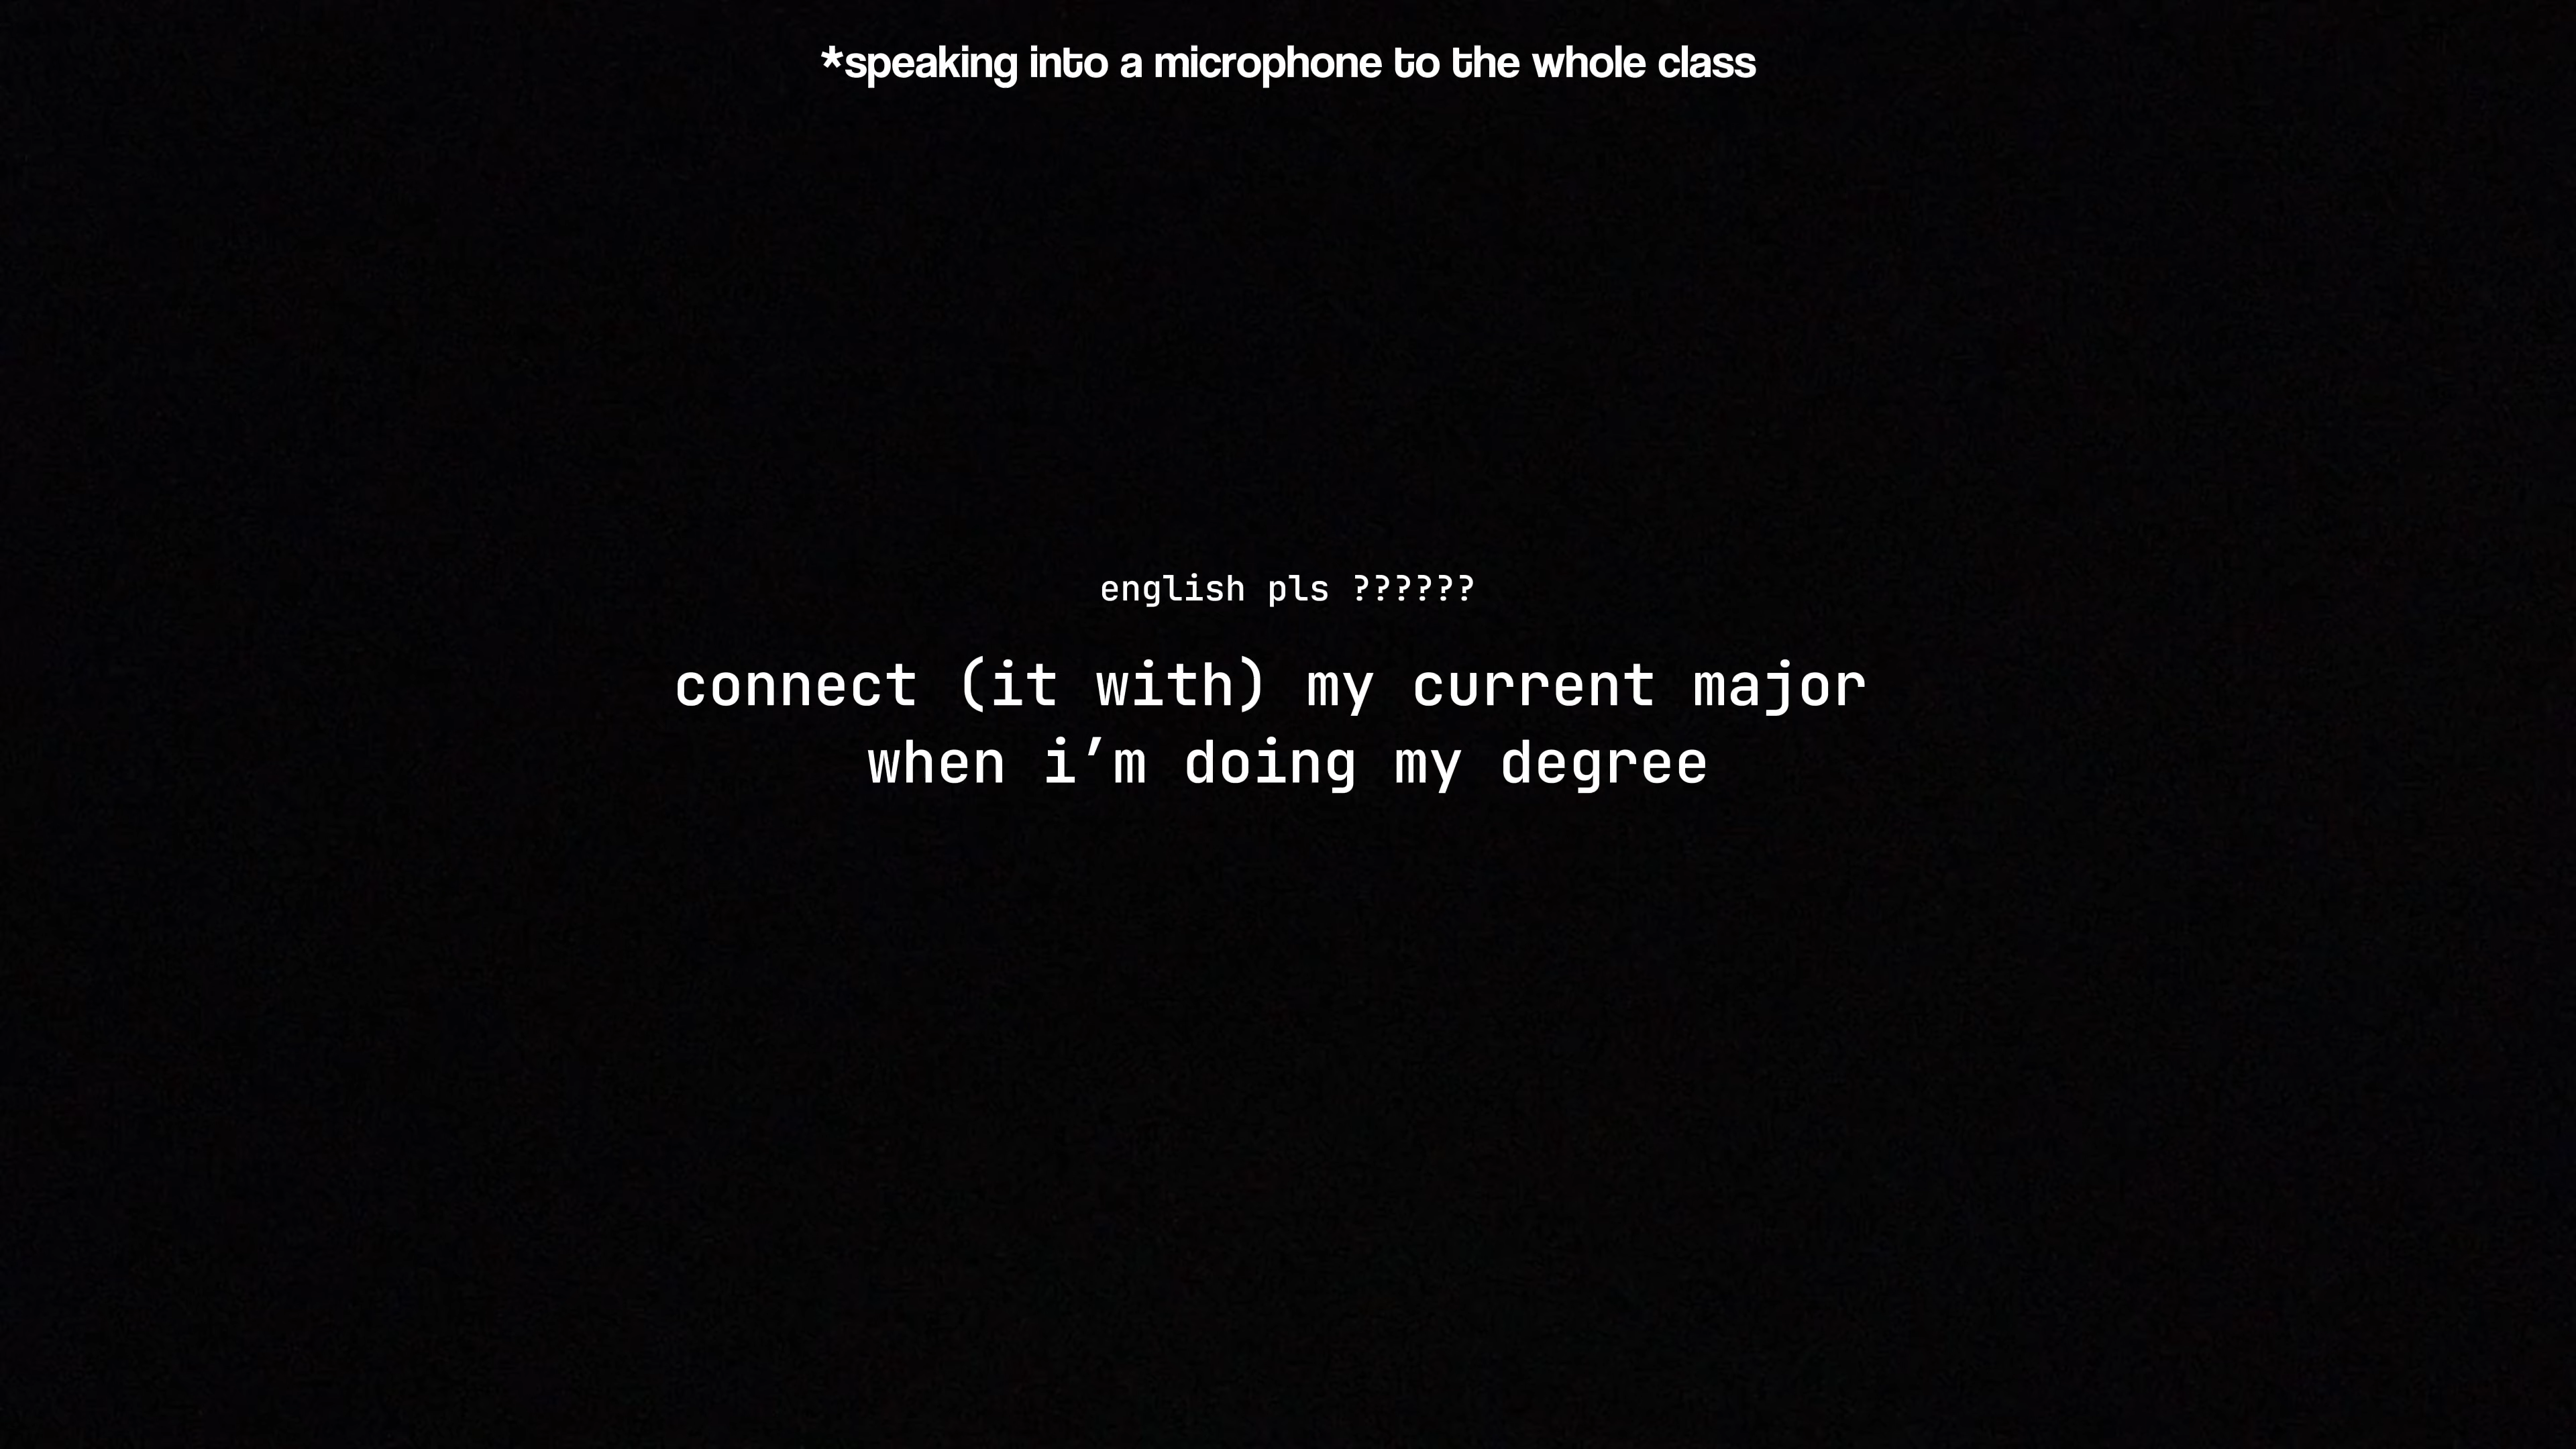 *speaking into a microphone to the whole class
english pls ??????
connect (it with) my current major
when i’m doing my degree